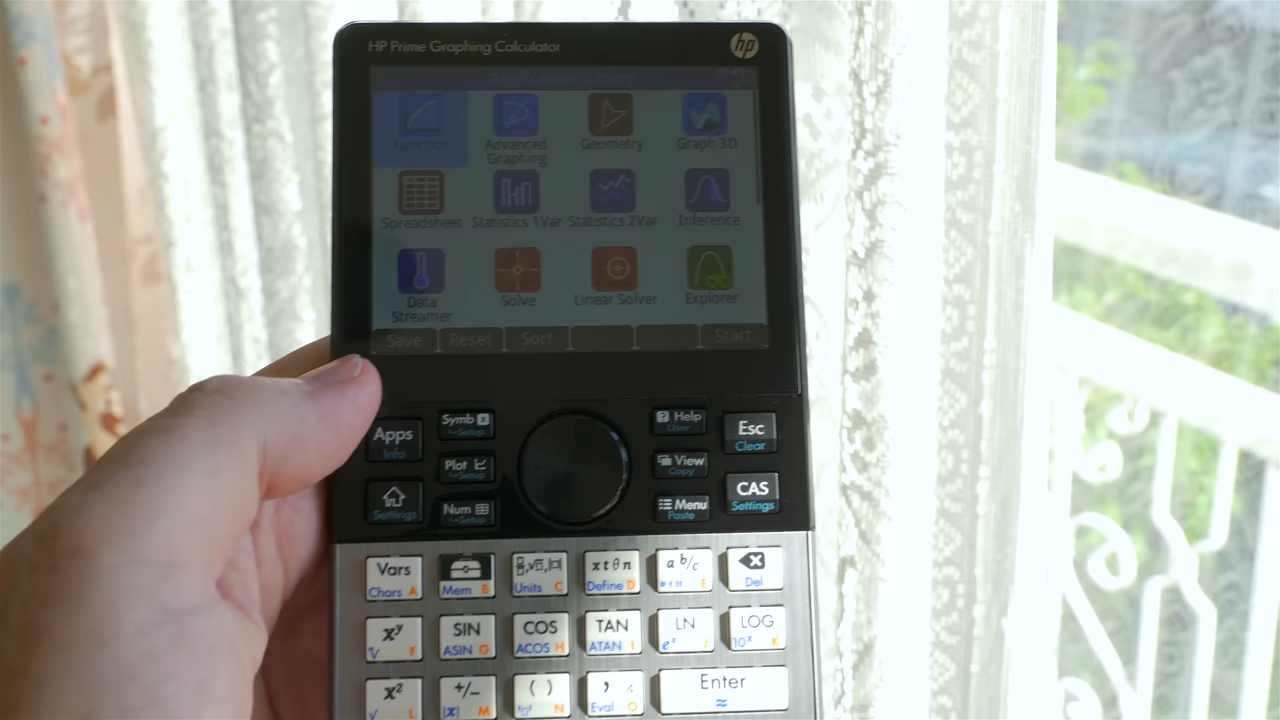 HP Prime Graphing Calculator
hp
Function
Advanced Graphing
Geometry
Graph 3D
Spreadsheet
Statistics 1Var
Statistics 2Var
Inference
Data Streamer
Solve
Linear Solver
Explorer
Save
Reset
Sort
Start
Apps
Info
Symb
Setup
Help
User
Esc
Clear
Plot
Setup
View
Copy
Settings
Num
Setup
Menu
Paste
CAS
Settings
Vars
Chars A
Mem B
Units C
x t θ n
Define D
a b/c
E
Del
xʸ
F
SIN
ASIN G
COS
ACOS H
TAN
ATAN I
LN
eˣ J
LOG
10ˣ K
x²
√ L
+/-
|x| M
( )
N
,
Eval O
Enter
≈